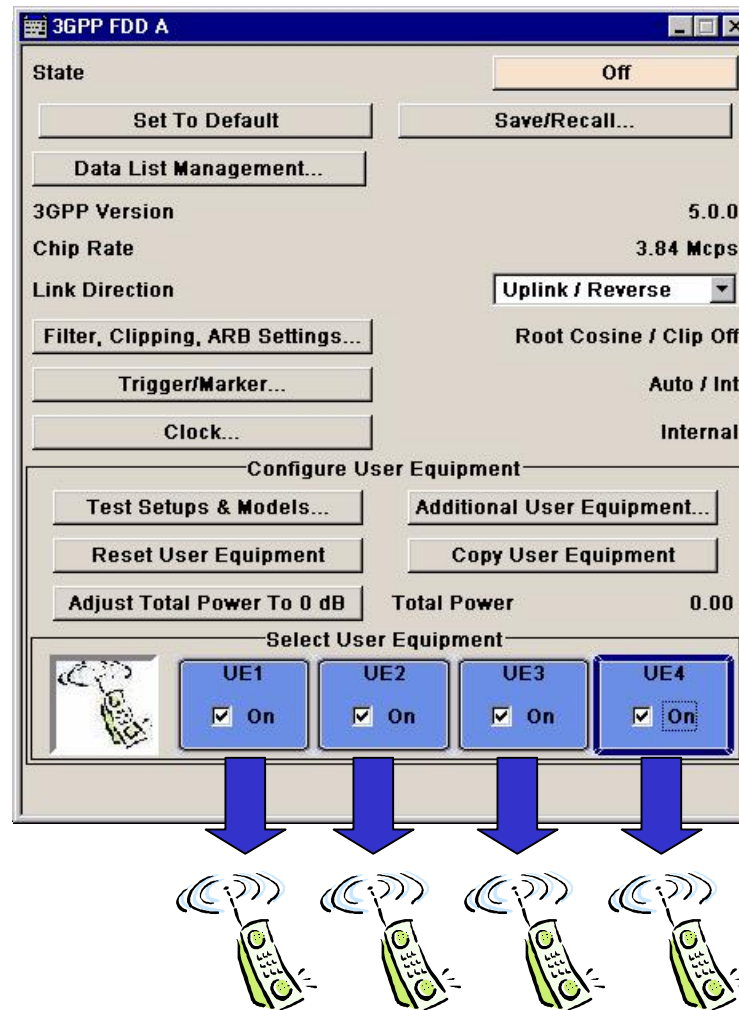 3GPP FDD A
State Off
Set To Default Save/Recall...
Data List Management...
3GPP Version 5.0.0
Chip Rate 3.84 Mcps
Link Direction Uplink / Reverse
Filter, Clipping, ARB Settings... Root Cosine / Clip Off
Trigger/Marker... Auto / Int
Clock... Internal
Configure User Equipment
Test Setups & Models... Additional User Equipment...
Reset User Equipment Copy User Equipment
Adjust Total Power To 0 dB Total Power 0.00
Select User Equipment
UE1 UE2 UE3 UE4
On On On On